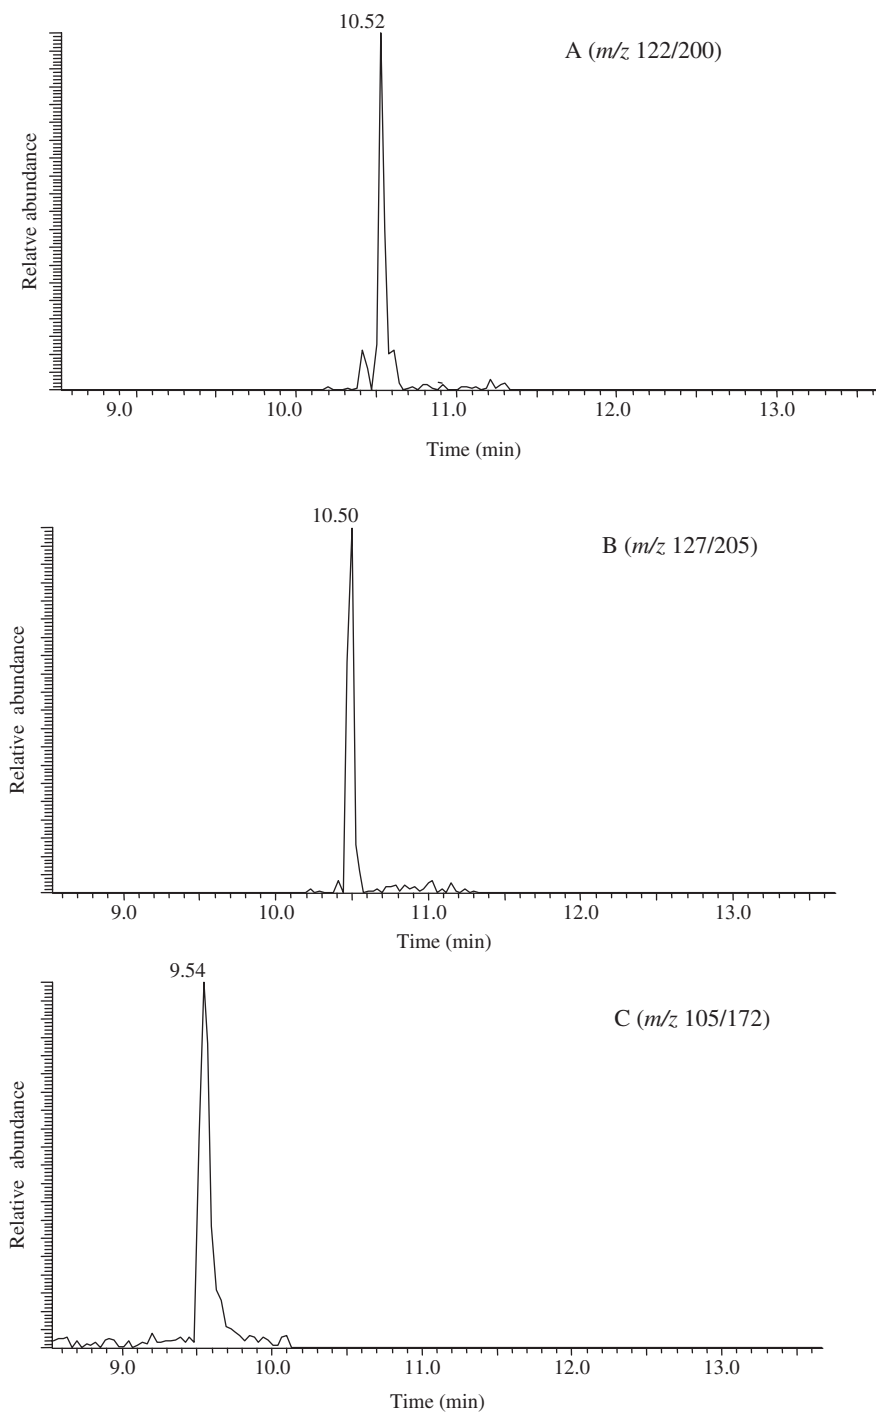 10.52
A (m/z 122/200)
Relatve abundance
9.0 10.0 11.0 12.0 13.0
Time (min)
10.50
B (m/z 127/205)
Relative abundance
9.0 10.0 11.0 12.0 13.0
Time (min)
9.54
C (m/z 105/172)
Relative abundance
9.0 10.0 11.0 12.0 13.0
Time (min)